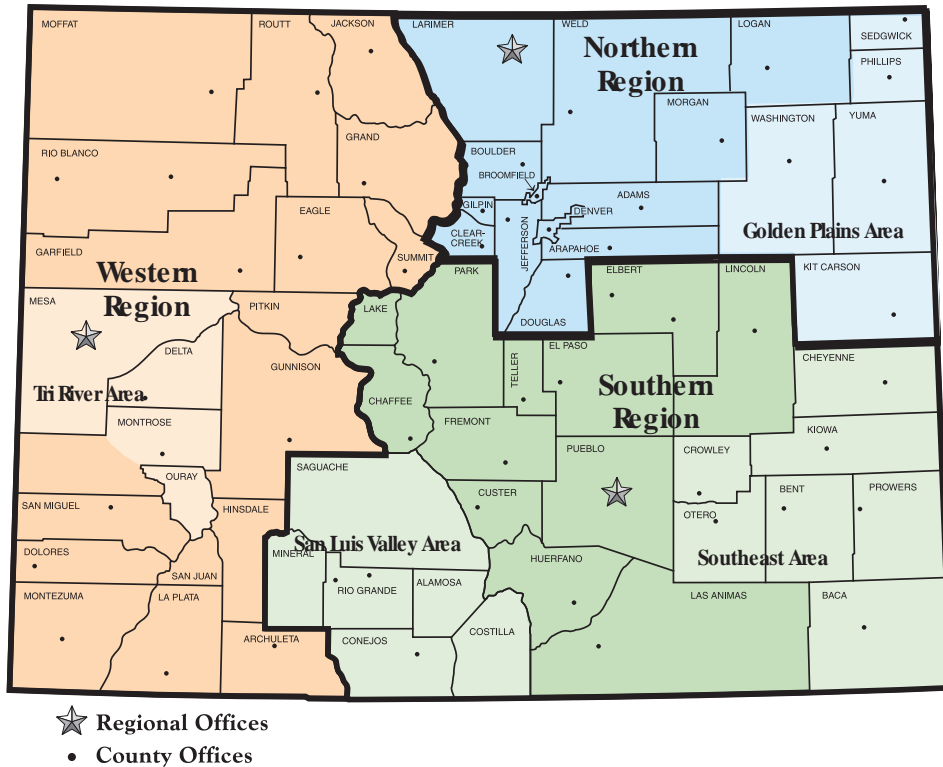 MOFFAT
ROUTT
JACKSON
LARIMER
WELD
LOGAN
SEDGWICK
PHILLIPS
Northern
Region
MORGAN
WASHINGTON
YUMA
GRAND
RIO BLANCO
BOULDER
BROOMFIELD
GILPIN
ADAMS
DENVER
CLEAR-
CREEK
JEFFERSON
ARAPAHOE
Golden Plains Area
EAGLE
GARFIELD
SUMMIT
PARK
ELBERT
LINCOLN
KIT CARSON
Western
Region
MESA
PITKIN
LAKE
DOUGLAS
DELTA
GUNNISON
TELLER
EL PASO
CHEYENNE
Southern
Region
Tri River Area
CHAFFEE
MONTROSE
FREMONT
KIOWA
PUEBLO
CROWLEY
SAGUACHE
OURAY
CUSTER
BENT
PROWERS
SAN MIGUEL
HINSDALE
OTERO
San Luis Valley Area
DOLORES
MINERAL
HUERFANO
Southeast Area
SAN JUAN
RIO GRANDE
ALAMOSA
MONTEZUMA
LA PLATA
LAS ANIMAS
BACA
ARCHULETA
CONEJOS
COSTILLA
Regional Offices
County Offices